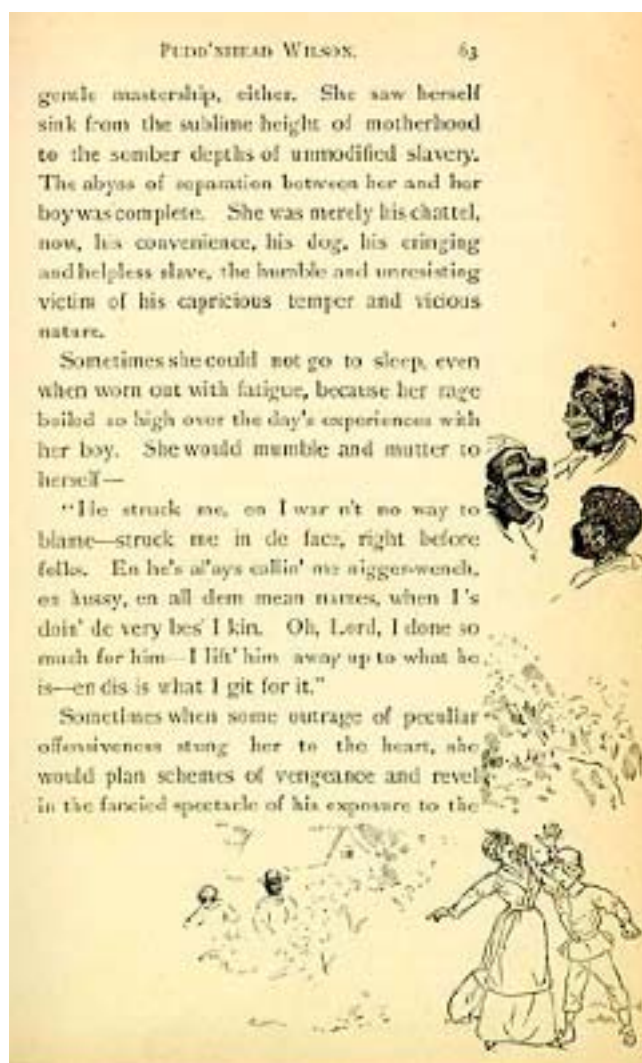 PUDD'NHEAD WILSON. 63
gentle mastership, either. She saw herself
sink from the sublime height of motherhood
to the somber depths of unmodified slavery.
The abyss of separation between her and her
boy was complete. She was merely his chattel,
now, his convenience, his dog, his cringing
and helpless slave, the humble and unresisting
victim of his capricious temper and vicious
nature.
Sometimes she could not go to sleep, even
when worn out with fatigue, because her rage
boiled so high over the day's experiences with
her boy. She would mumble and mutter to
herself—
"He struck me, en I war n't no way to
blame—struck me in de face, right before
folks. En he's al'ays callin' me nigger-wench,
en hussy, en all dem mean names, when I 's
doin' de very bes' I kin. Oh, Lord, I done so
much for him—I lift' him away up to what he
is—en dis is what I git for it."
Sometimes when some outrage of peculiar
offensiveness stung her to the heart, she
would plan schemes of vengeance and revel
in the fancied spectacle of his exposure to the